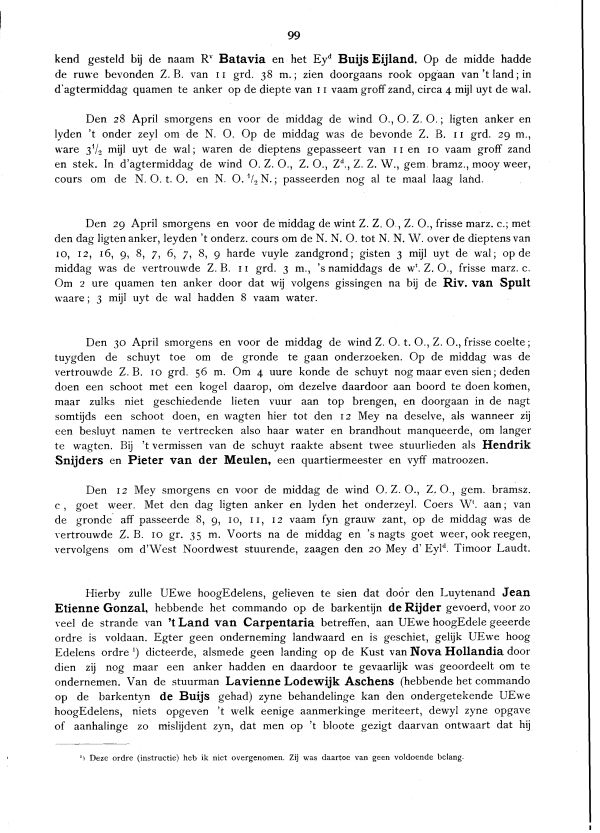 99
kend gesteld bij de naam Rʳ Batavia en het Eyᵈ Buijs Eijland. Op de midde hadde
de ruwe bevonden Z. B. van 11 grd. 38 m.; zien doorgaans rook opgaan van 't land; in
d'agtermiddag quamen te anker op de diepte van 11 vaam groff zand, circa 4 mijl uyt de wal.
Den 28 April smorgens en voor de middag de wind O., O. Z. O.; ligten anker en
lyden 't onder zeyl om de N. O. Op de middag was de bevonde Z. B. 11 grd. 29 m.,
ware 3¹/₂ mijl uyt de wal; waren de dieptens gepasseert van 11 en 10 vaam groff zand
en stek. In d'agtermiddag de wind O. Z. O., Z. O., Zᵈ., Z. Z. W., gem. bramz., mooy weer,
cours om de N. O. t. O. en N. O. ¹/₂ N.; passeerden nog al te maal laag land.
Den 29 April smorgens en voor de middag de wint Z. Z. O., Z. O., frisse marz. c.; met
den dag ligten anker, leyden 't onderz. cours om de N. N. O. tot N. N. W. over de dieptens van
10, 12, 16, 9, 8, 7, 6, 7, 8, 9 harde vuyle zandgrond; gisten 3 mijl uyt de wal; op de
middag was de vertrouwde Z. B. 11 grd. 3 m., 's namiddags de wᵗ. Z. O., frisse marz. c.
Om 2 ure quamen ten anker door dat wij volgens gissingen na bij de Riv. van Spult
waare; 3 mijl uyt de wal hadden 8 vaam water.
Den 30 April smorgens en voor de middag de wind Z. O. t. O., Z. O., frisse coelte;
tuygden de schuyt toe om de gronde te gaan onderzoeken. Op de middag was de
vertrouwde Z. B. 10 grd. 56 m. Om 4 uure konde de schuyt nog maar even sien; deden
doen een schoot met een kogel daarop, om dezelve daardoor aan boord te doen komen,
maar zulks niet geschiedende lieten vuur aan top brengen, en doorgaan in de nagt
somtijds een schoot doen, en wagten hier tot den 12 Mey na deselve, als wanneer zij
een besluyt namen te vertrecken also haar water en brandhout manqueerde, om langer
te wagten. Bij 't vermissen van de schuyt raakte absent twee stuurlieden als Hendrik
Snijders en Pieter van der Meulen, een quartiermeester en vyff matroozen.
Den 12 Mey smorgens en voor de middag de wind O. Z. O., Z. O., gem. bramsz.
c, goet weer. Met den dag ligten anker en lyden het onderzeyl. Coers Wᵗ. aan; van
de gronde aff passeerde 8, 9, 10, 11, 12 vaam fyn grauw zant, op de middag was de
vertrouwde Z. B. 10 gr. 35 m. Voorts na de middag en 's nagts goet weer, ook reegen,
vervolgens om d'West Noordwest stuurende, zaagen den 20 Mey d' Eylᵈ. Timoor Laudt.
Hierby zulle UEwe hoogEdelens, gelieven te sien dat door den Luytenand Jean
Etienne Gonzal, hebbende het commando op de barkentijn de Rijder gevoerd, voor zo
veel de strande van 't Land van Carpentaria betreffen, aan UEwe hoogEdele geeerde
ordre is voldaan. Egter geen onderneming landwaard en is geschiet, gelijk UEwe hoog
Edelens ordre ¹) dicteerde, alsmede geen landing op de Kust van Nova Hollandia door
dien zij nog maar een anker hadden en daardoor te gevaarlijk was geoordeelt om te
ondernemen. Van de stuurman Lavienne Lodewijk Aschens (hebbende het commando
op de barkentyn de Buijs gehad) zyne behandelinge kan den ondergetekende UEwe
hoogEdelens, niets opgeven 't welk eenige aanmerkinge meriteert, dewyl zyne opgave
of aanhalinge zo mislijdent zyn, dat men op 't bloote gezigt daarvan ontwaart dat hij
¹) Deze ordre (instructie) heb ik niet overgenomen. Zij was daartoe van geen voldoende belang.